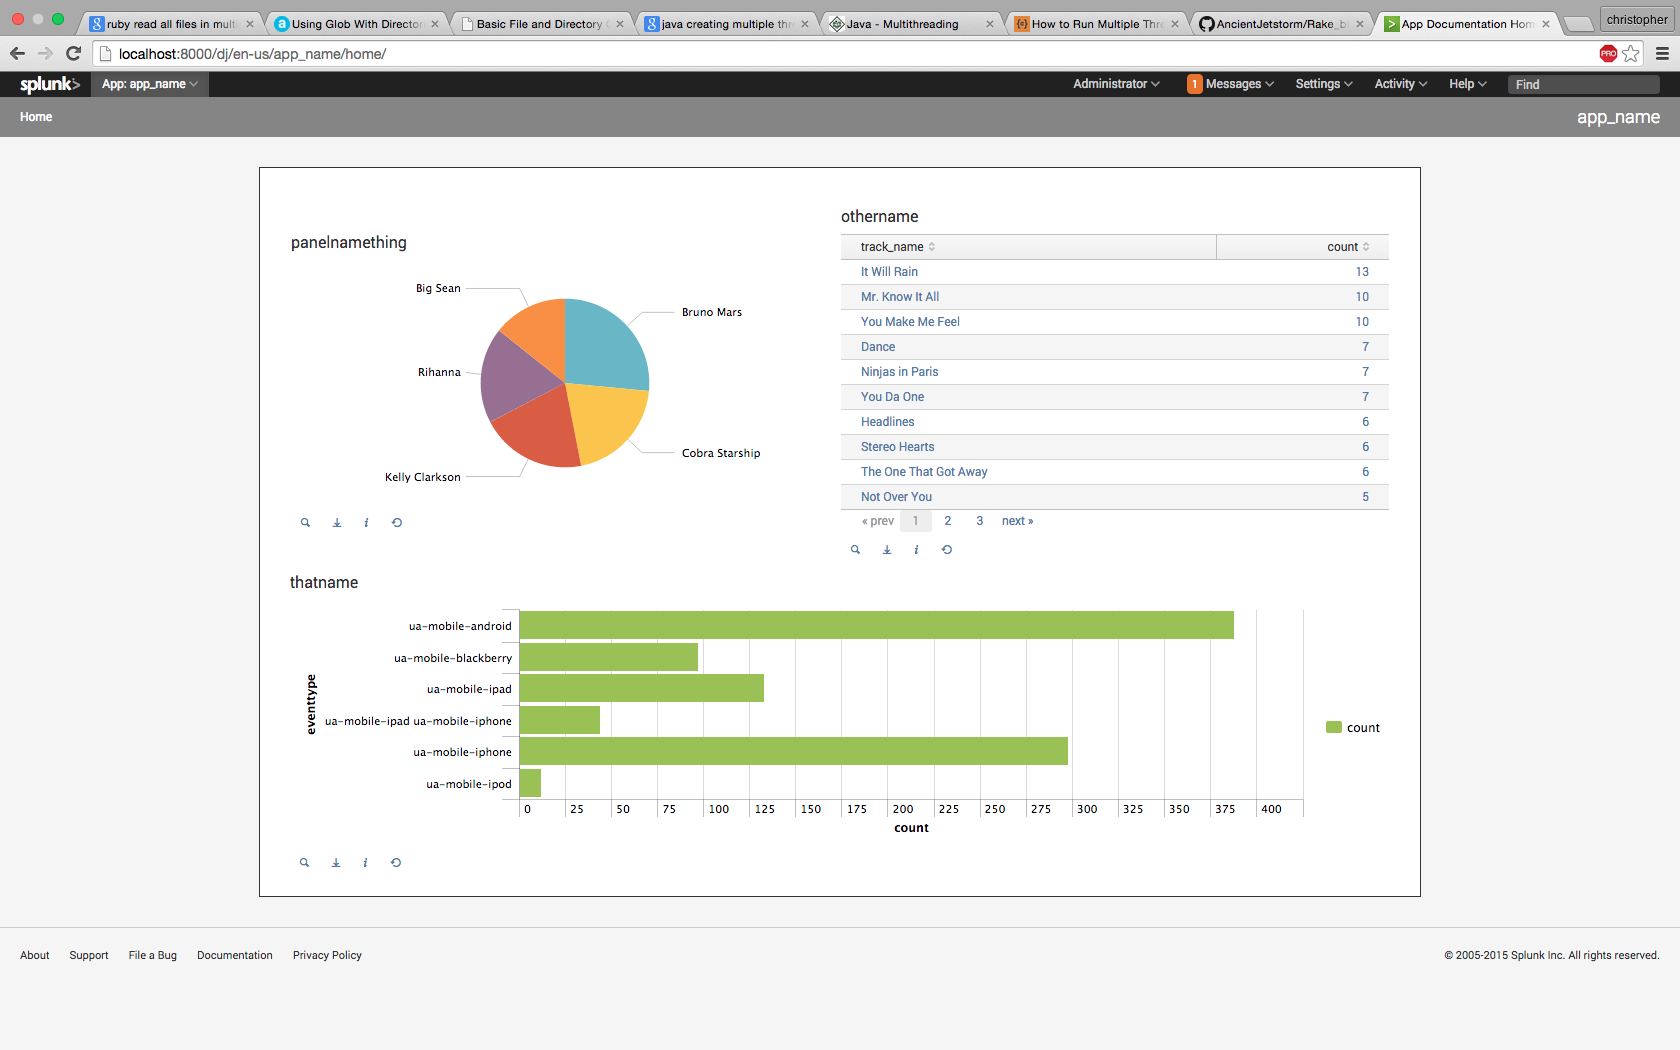 ruby read all files in multi
Using Glob With Director
Basic File and Directory
java creating multiple thr
Java - Multithreading
How to Run Multiple Thre
AncientJetstorm/Rake_bl
App Documentation Hom
christopher
localhost:8000/dj/en-us/app_name/home/
PRO
splunk>
App: app_name
Administrator
1 Messages
Settings
Activity
Help
Find
Home
app_name
panelnamething
Big Sean
Bruno Mars
Rihanna
Cobra Starship
Kelly Clarkson
othername
track_name count
It Will Rain 13
Mr. Know It All 10
You Make Me Feel 10
Dance 7
Ninjas in Paris 7
You Da One 7
Headlines 6
Stereo Hearts 6
The One That Got Away 6
Not Over You 5
« prev 1 2 3 next »
thatname
eventtype
ua-mobile-android
ua-mobile-blackberry
ua-mobile-ipad
ua-mobile-ipad ua-mobile-iphone
ua-mobile-iphone
ua-mobile-ipod
0 25 50 75 100 125 150 175 200 225 250 275 300 325 350 375 400
count
count
About Support File a Bug Documentation Privacy Policy
© 2005-2015 Splunk Inc. All rights reserved.